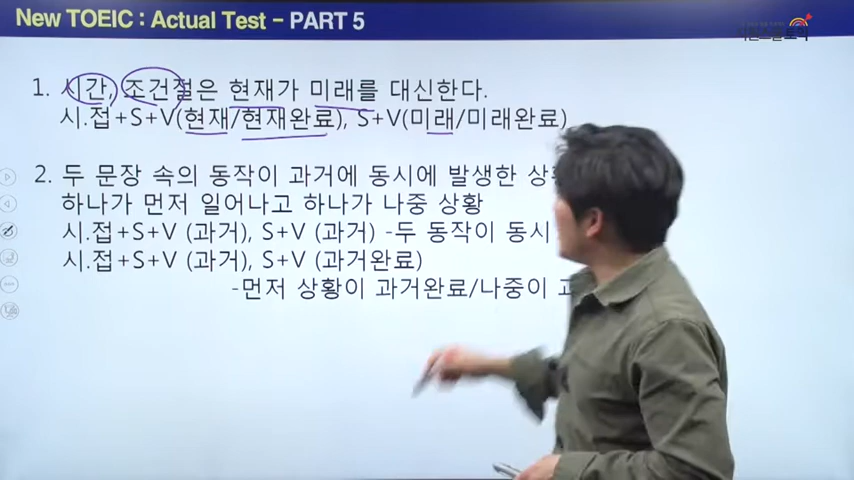 New TOEIC : Actual Test – PART 5
1. 시간, 조건절은 현재가 미래를 대신한다.
시.접+S+V(현재/현재완료), S+V(미래/미래완료)
2. 두 문장 속의 동작이 과거에 동시에 발생한
하나가 먼저 일어나고 하나가 나중 상황
시.접+S+V (과거), S+V (과거) -두 동작이 동시
시.접+S+V (과거), S+V (과거완료)
-먼저 상황이 과거완료/나중이